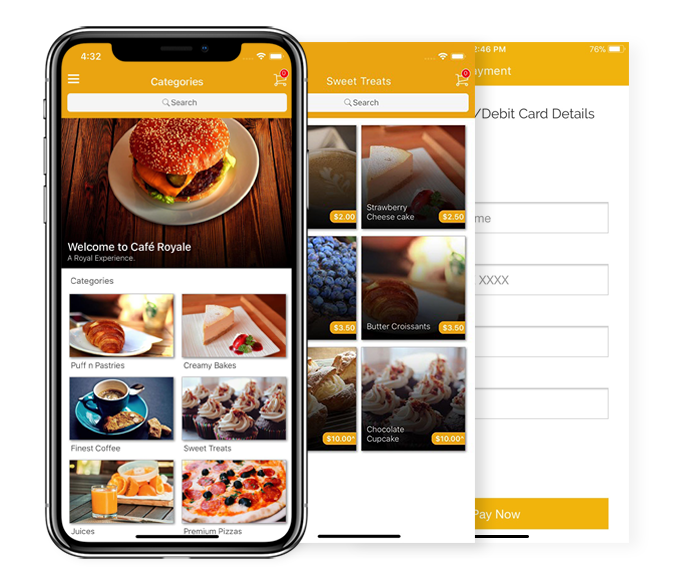 4:32
Categories
0
Search
Welcome to Café Royale
A Royal Experience.
Categories
Puff n Pastries
Creamy Bakes
Finest Coffee
Sweet Treats
Juices
Premium Pizzas
Sweet Treats
0
Search
$2.00
Strawberry
Cheese cake
$2.50
$3.50
Butter Croissants
$3.50
$10.00*
Chocolate
Cupcake
$10.00*
2:46 PM
76%
ayment
/Debit Card Details
me
XXXX
Pay Now